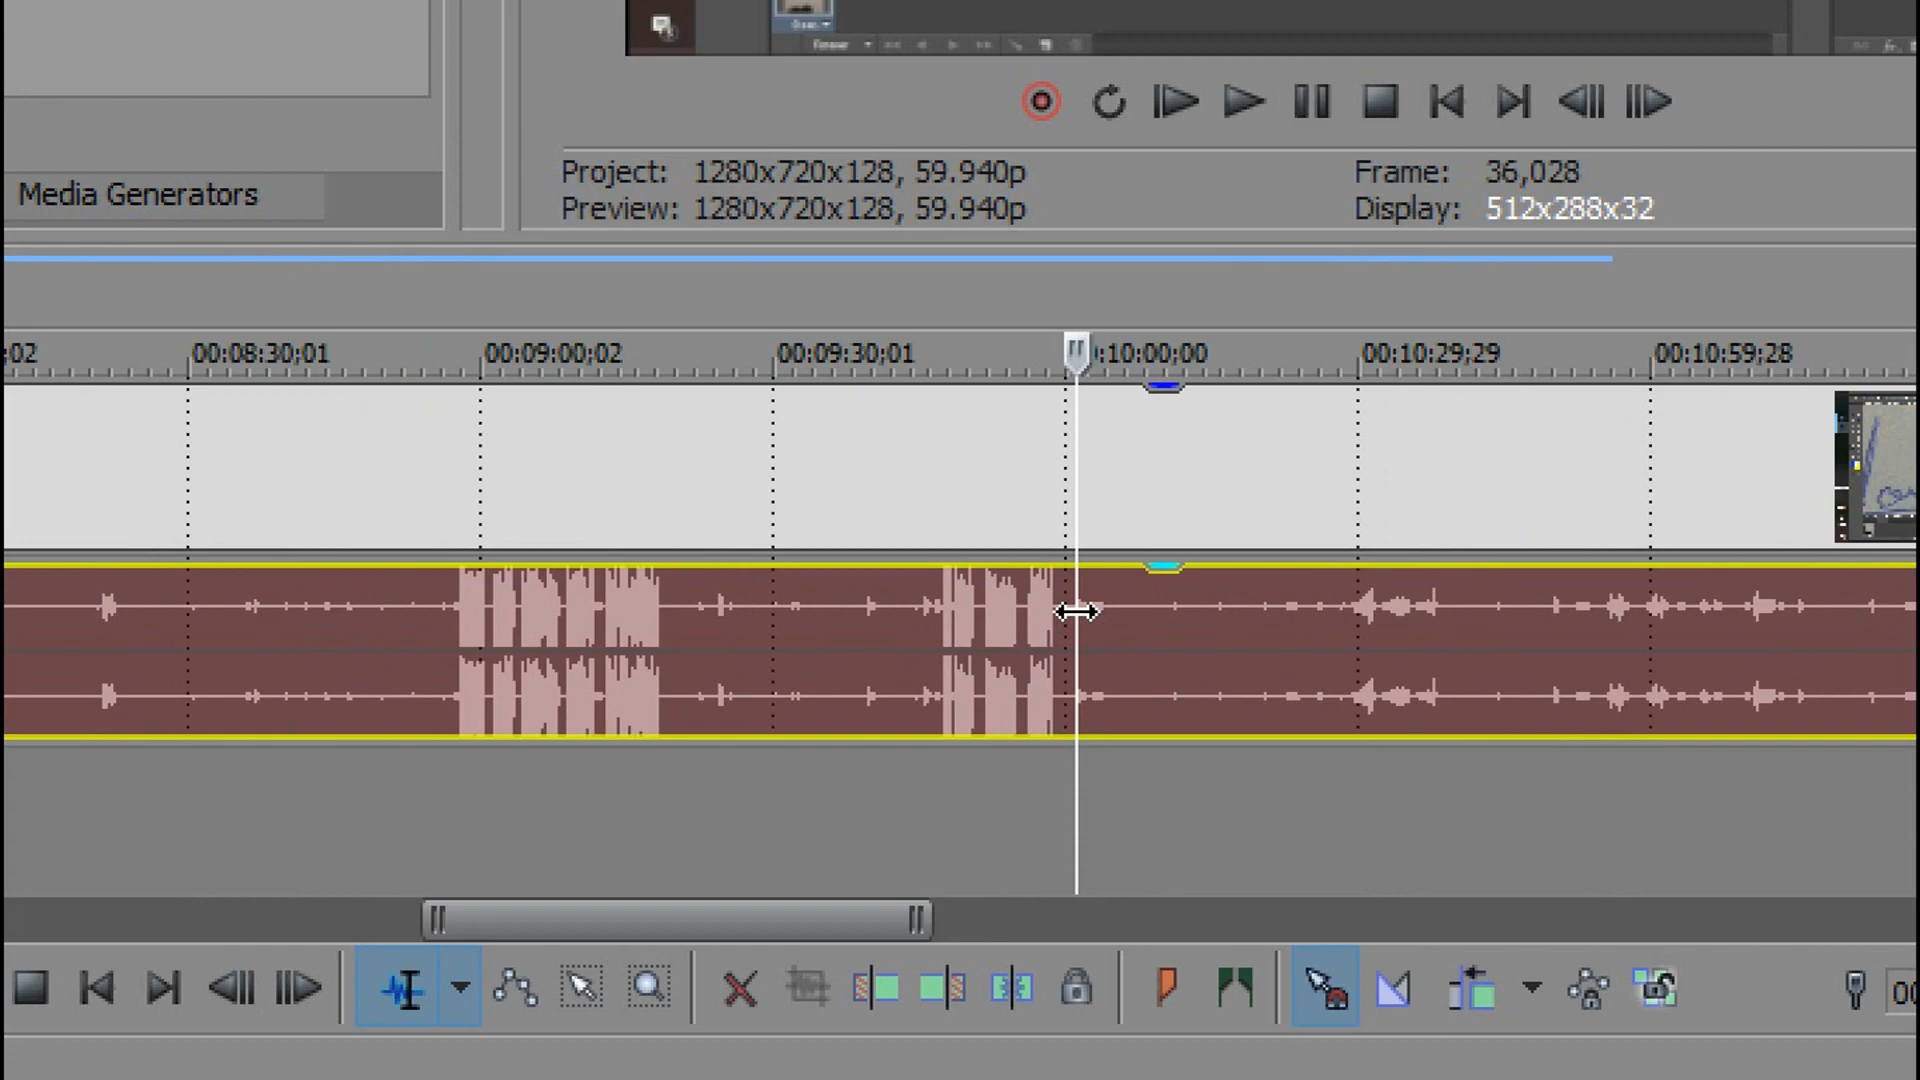 Project: 1280x720x128, 59.940p Frame: 36,028
Media Generators
Preview: 1280x720x128, 59.940p Display: 512x288x32
;02 00:08:30;01 00:09:00;02 00:09:30;01 :10:00;00 00:10:29;29 00:10:59;28
00